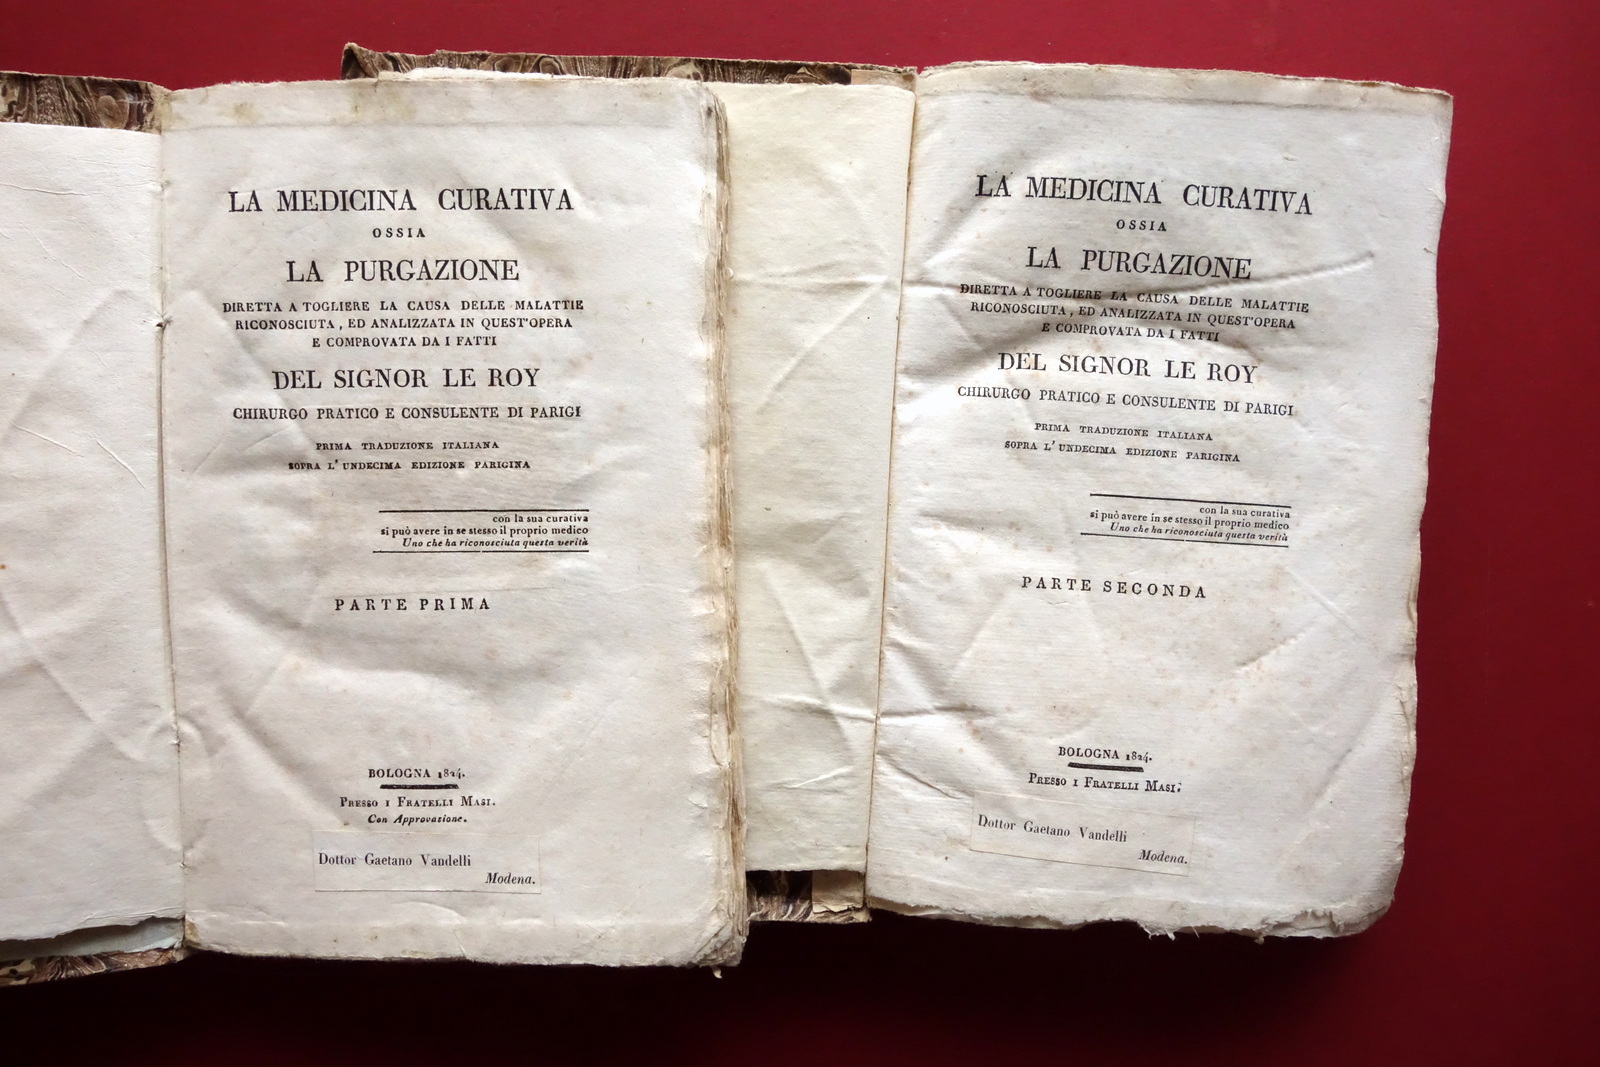 LA MEDICINA CURATIVA
OSSIA
LA PURGAZIONE
DIRETTA A TOGLIERE LA CAUSA DELLE MALATTIE
RICONOSCIUTA, ED ANALIZZATA IN QUEST'OPERA
E COMPROVATA DA I FATTI
DEL SIGNOR LE ROY
CHIRURGO PRATICO E CONSULENTE DI PARIGI
PRIMA TRADUZIONE ITALIANA
SOPRA L'UNDECIMA EDIZIONE PARIGINA
con la sua curativa
si può avere in se stesso il proprio medico
Uno che ha riconosciuta questa verità
PARTE PRIMA
BOLOGNA 1824.
PRESSO I FRATELLI MASI.
Con Approvazione.
Dottor Gaetano Vandelli
Modena.
LA MEDICINA CURATIVA
OSSIA
LA PURGAZIONE
DIRETTA A TOGLIERE LA CAUSA DELLE MALATTIE
RICONOSCIUTA, ED ANALIZZATA IN QUEST'OPERA
E COMPROVATA DA I FATTI
DEL SIGNOR LE ROY
CHIRURGO PRATICO E CONSULENTE DI PARIGI
PRIMA TRADUZIONE ITALIANA
SOPRA L'UNDECIMA EDIZIONE PARIGINA
con la sua curativa
si può avere in se stesso il proprio medico
Uno che ha riconosciuta questa verità
PARTE SECONDA
BOLOGNA 1824.
PRESSO I FRATELLI MASI.
Dottor Gaetano Vandelli
Modena.